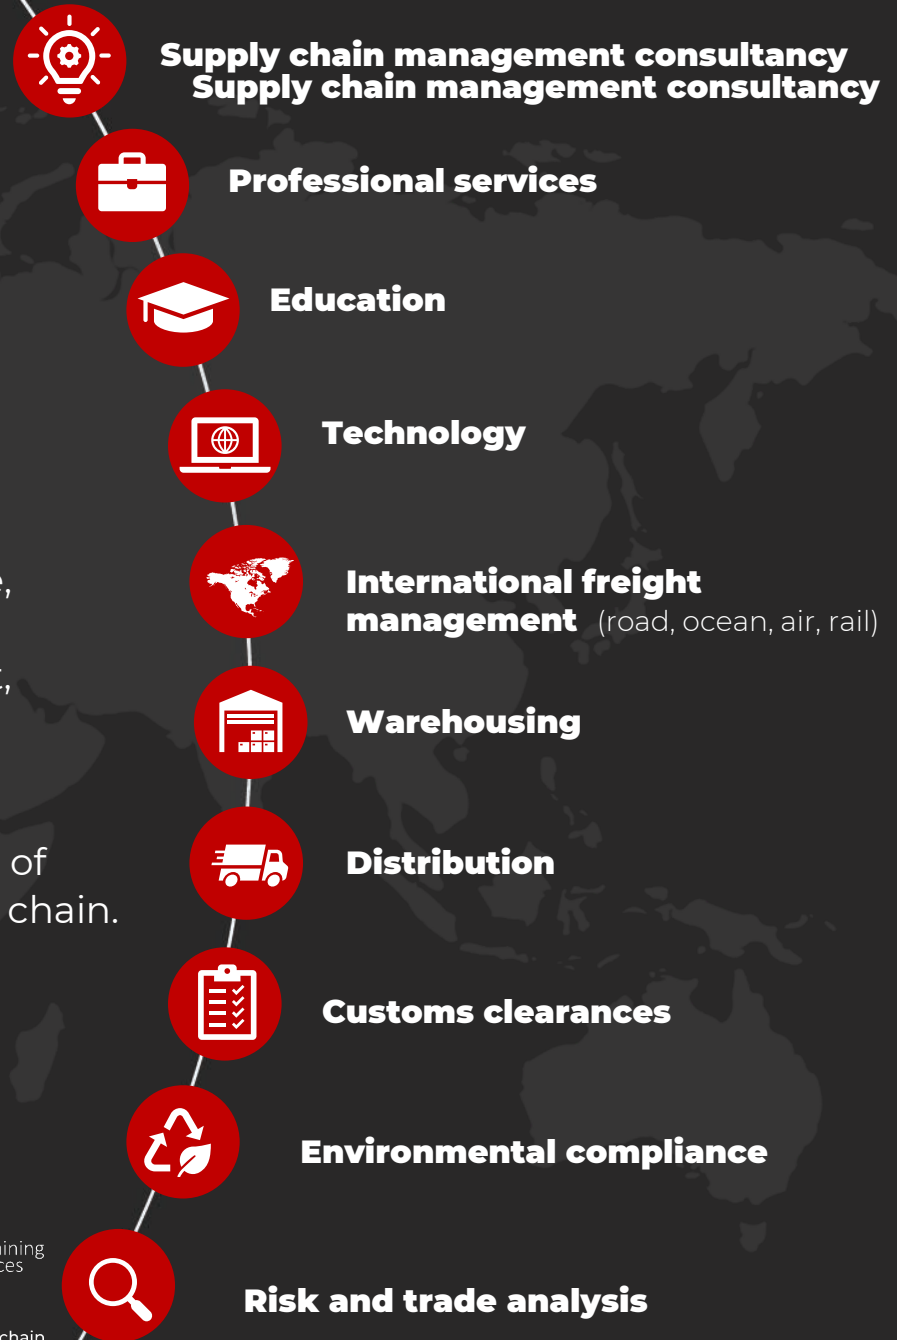 Supply chain management consultancy
Supply chain management consultancy
Professional services
Education
Technology
International freight
management (road, ocean, air, rail)
Warehousing
Distribution
of
chain.
Customs clearances
Environmental compliance
Risk and trade analysis
chain